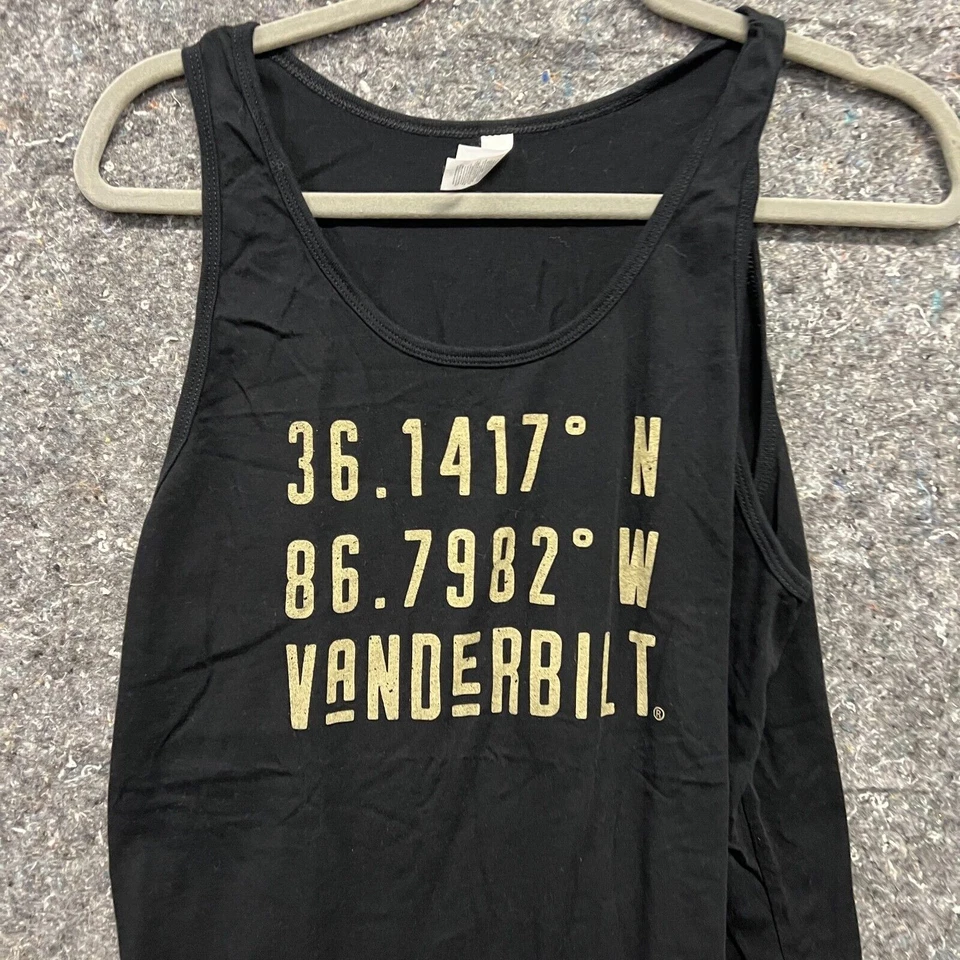 36.1417° N
86.7982° W
VANDERBILT®